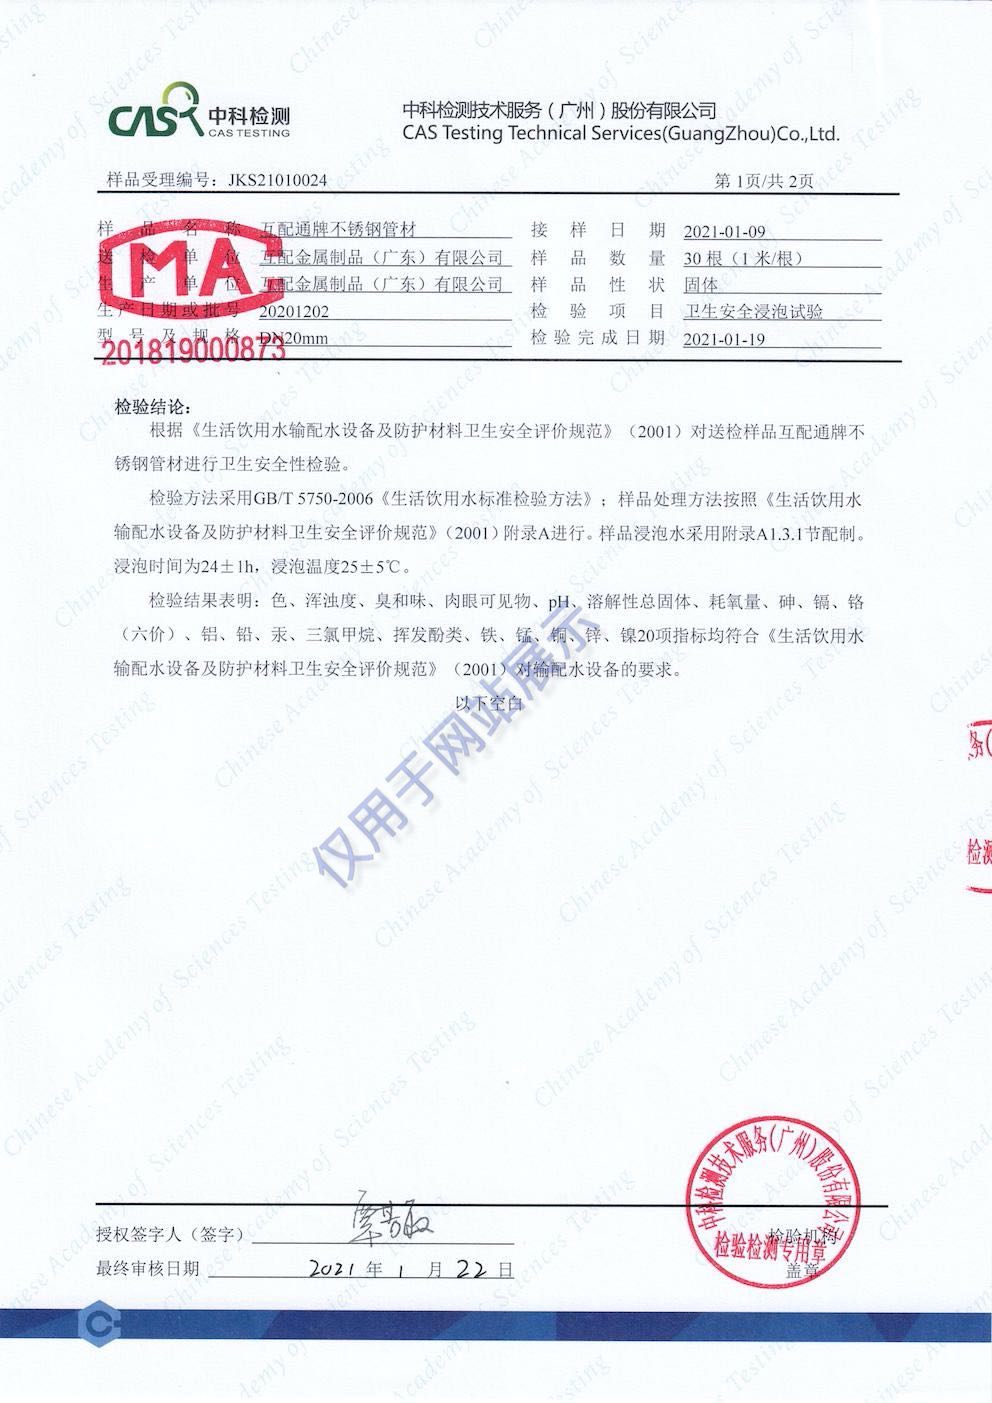 CAS 中科检测
CAS TESTING
中科检测技术服务（广州）股份有限公司
CAS Testing Technical Services(GuangZhou)Co.,Ltd.
样品受理编号：JKS21010024
第 1页/共 2页
样品名称 互配通牌不锈钢管材 接样日期 2021-01-09
送检单位 互配金属制品（广东）有限公司 样品数量 30 根（1 米/根）
生产单位 互配金属制品（广东）有限公司 样品性状 固体
生产日期或批号 20201202 检验项目 卫生安全浸泡试验
型号及规格 DN20mm 检验完成日期 2021-01-19
MA
201819000873
检验结论：
根据《生活饮用水输配水设备及防护材料卫生安全评价规范》（2001）对送检样品互配通牌不
锈钢管材进行卫生安全性检验。
检验方法采用GB/T 5750-2006《生活饮用水标准检验方法》；样品处理方法按照《生活饮用水
输配水设备及防护材料卫生安全评价规范》（2001）附录A进行。样品浸泡水采用附录A1.3.1节配制。
浸泡时间为24±1h，浸泡温度25±5℃。
检验结果表明：色、浑浊度、臭和味、肉眼可见物、pH、溶解性总固体、耗氧量、砷、镉、铬
（六价）、铝、铅、汞、三氯甲烷、挥发酚类、铁、锰、铜、锌、镍20项指标均符合《生活饮用水
输配水设备及防护材料卫生安全评价规范》（2001）对输配水设备的要求。
以下空白
仅用于网站展示
务（
检测
中科检测技术服务（广州）股份有限公司
检验检测专用章
检验机构
盖章
授权签字人（签字）
最终审核日期 2021 年 1 月 22 日